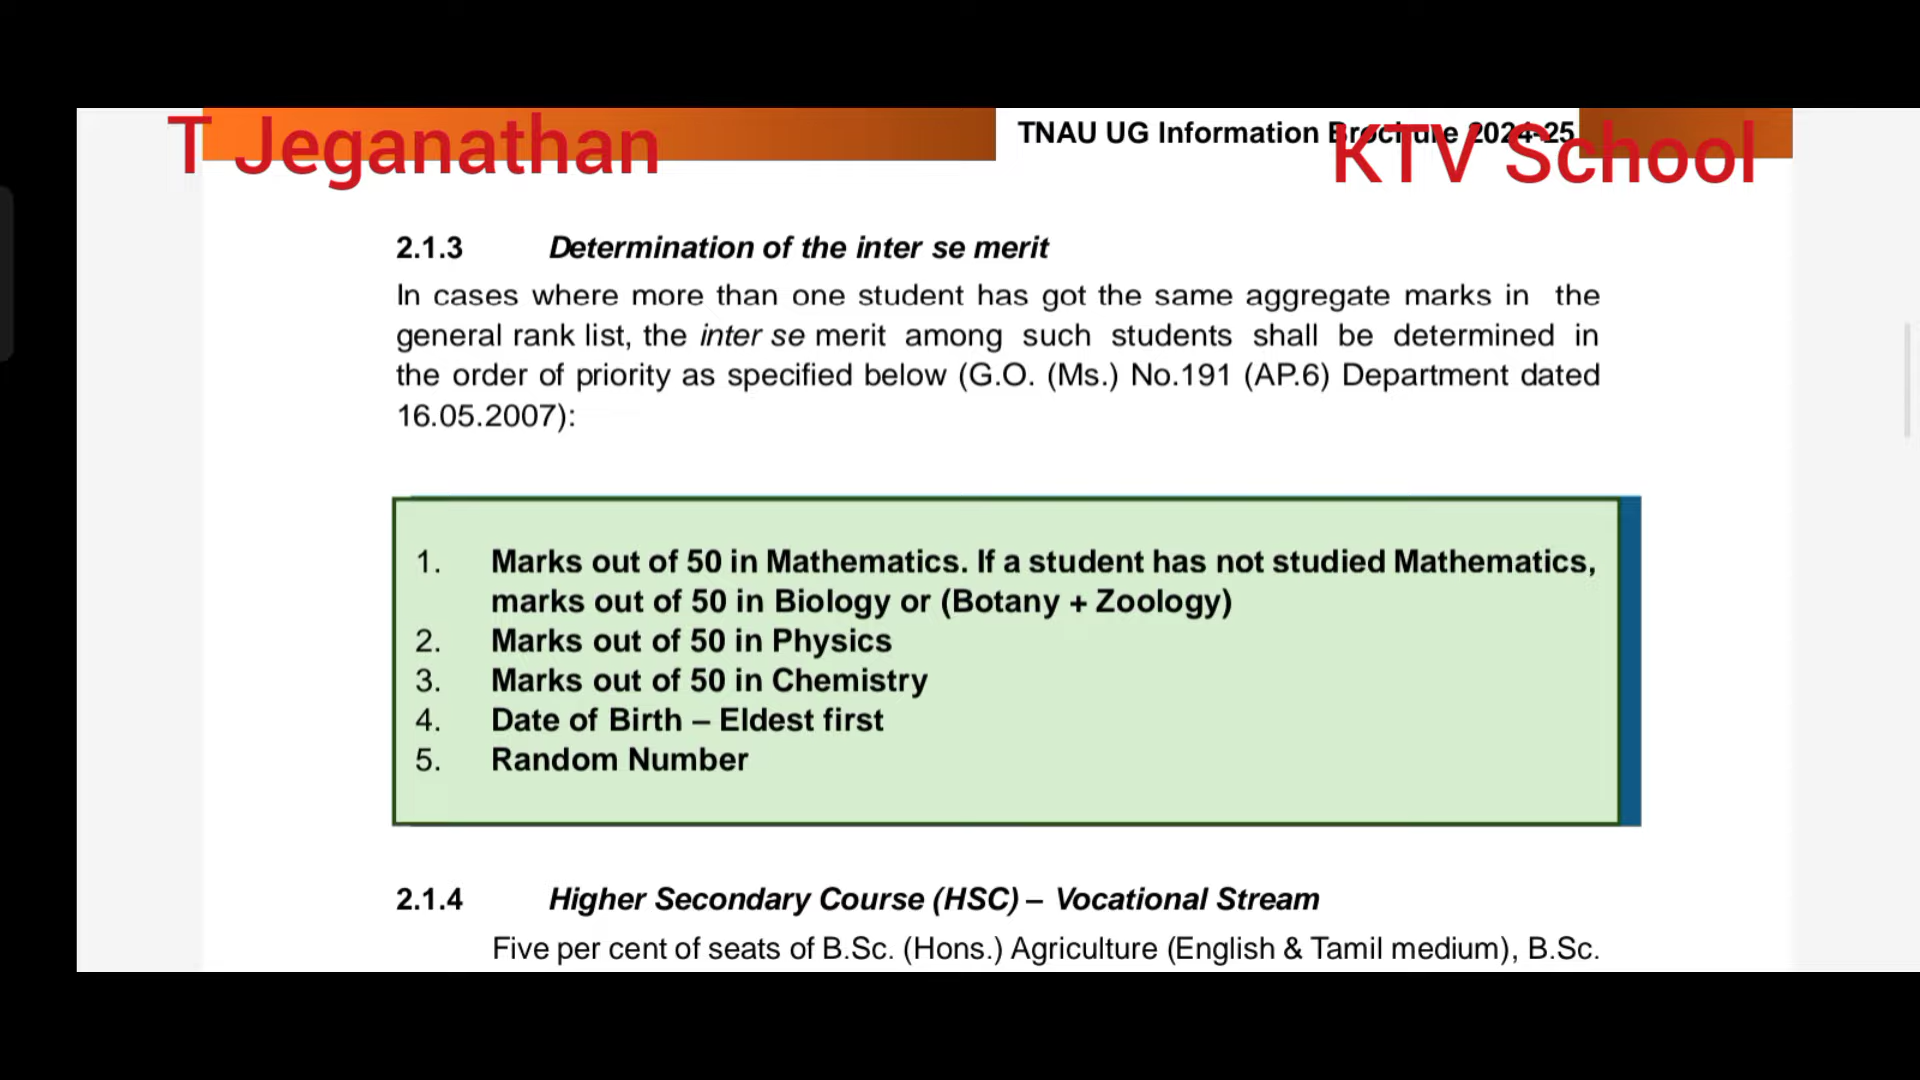 T Jeganathan
TNAU UG Information Brochure 2024-25
KTV School
2.1.3 Determination of the inter se merit
In cases where more than one student has got the same aggregate marks in the
general rank list, the inter se merit among such students shall be determined in
the order of priority as specified below (G.O. (Ms.) No.191 (AP.6) Department dated
16.05.2007):
1. Marks out of 50 in Mathematics. If a student has not studied Mathematics,
marks out of 50 in Biology or (Botany + Zoology)
2. Marks out of 50 in Physics
3. Marks out of 50 in Chemistry
4. Date of Birth – Eldest first
5. Random Number
2.1.4 Higher Secondary Course (HSC) – Vocational Stream
Five per cent of seats of B.Sc. (Hons.) Agriculture (English & Tamil medium), B.Sc.